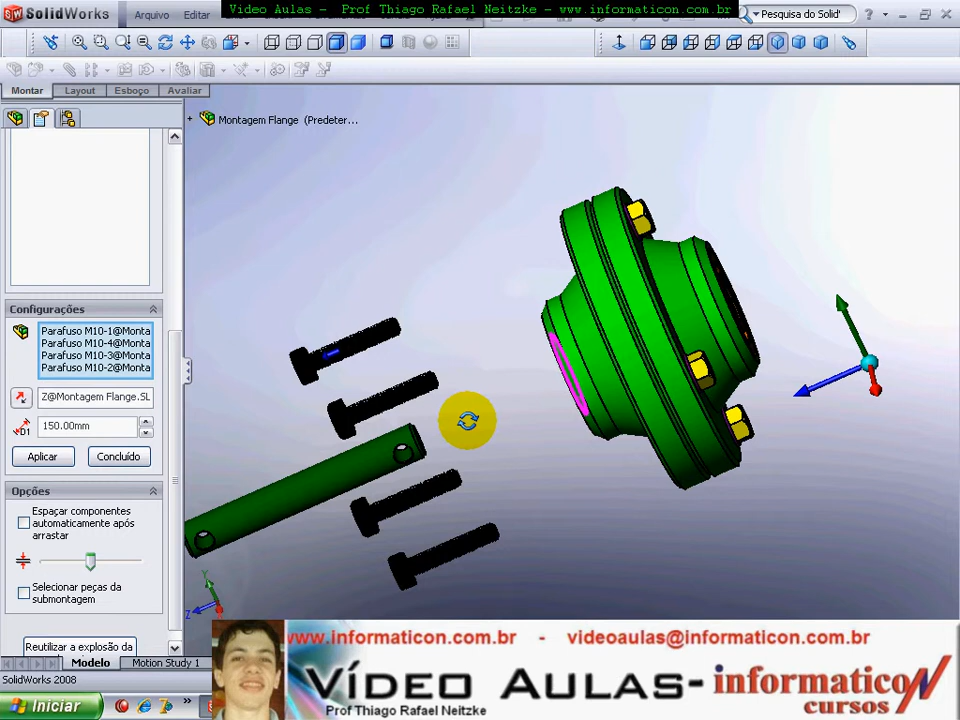 Video Aulas - Prof Thiago Rafael Neitzke - www.informaticon.com.br
SolidWorks
Arquivo
Editar
Pesquisa do Solid'
?
Montar
Layout
Esboço
Avaliar
Montagem Flange (Predeter...
Configurações
Parafuso M10-1@Monta
Parafuso M10-4@Monta
Parafuso M10-3@Monta
Parafuso M10-2@Monta
Z@Montagem Flange.SL
D1
150.00mm
Aplicar
Concluído
Opções
Espaçar componentes
automaticamente após
arrastar
Selecionar peças da
submontagem
Reutilizar a explosão da
Y
Z
Modelo
Motion Study 1
SolidWorks 2008
Iniciar
»
www.informaticon.com.br - videoaulas@informaticon.com.br
Vídeo Aulas - informaticon
cursos
Prof Thiago Rafael Neitzke